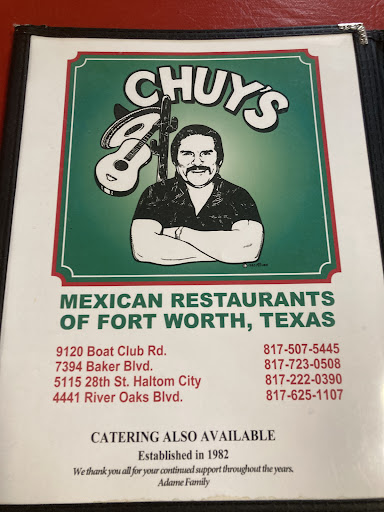 CHUY'S
MEXICAN RESTAURANTS
OF FORT WORTH, TEXAS
9120 Boat Club Rd. 817-507-5445
7394 Baker Blvd. 817-723-0508
5115 28th St. Haltom City 817-222-0390
4441 River Oaks Blvd. 817-625-1107
CATERING ALSO AVAILABLE
Established in 1982
We thank you all for your continued support throughout the years.
Adame Family